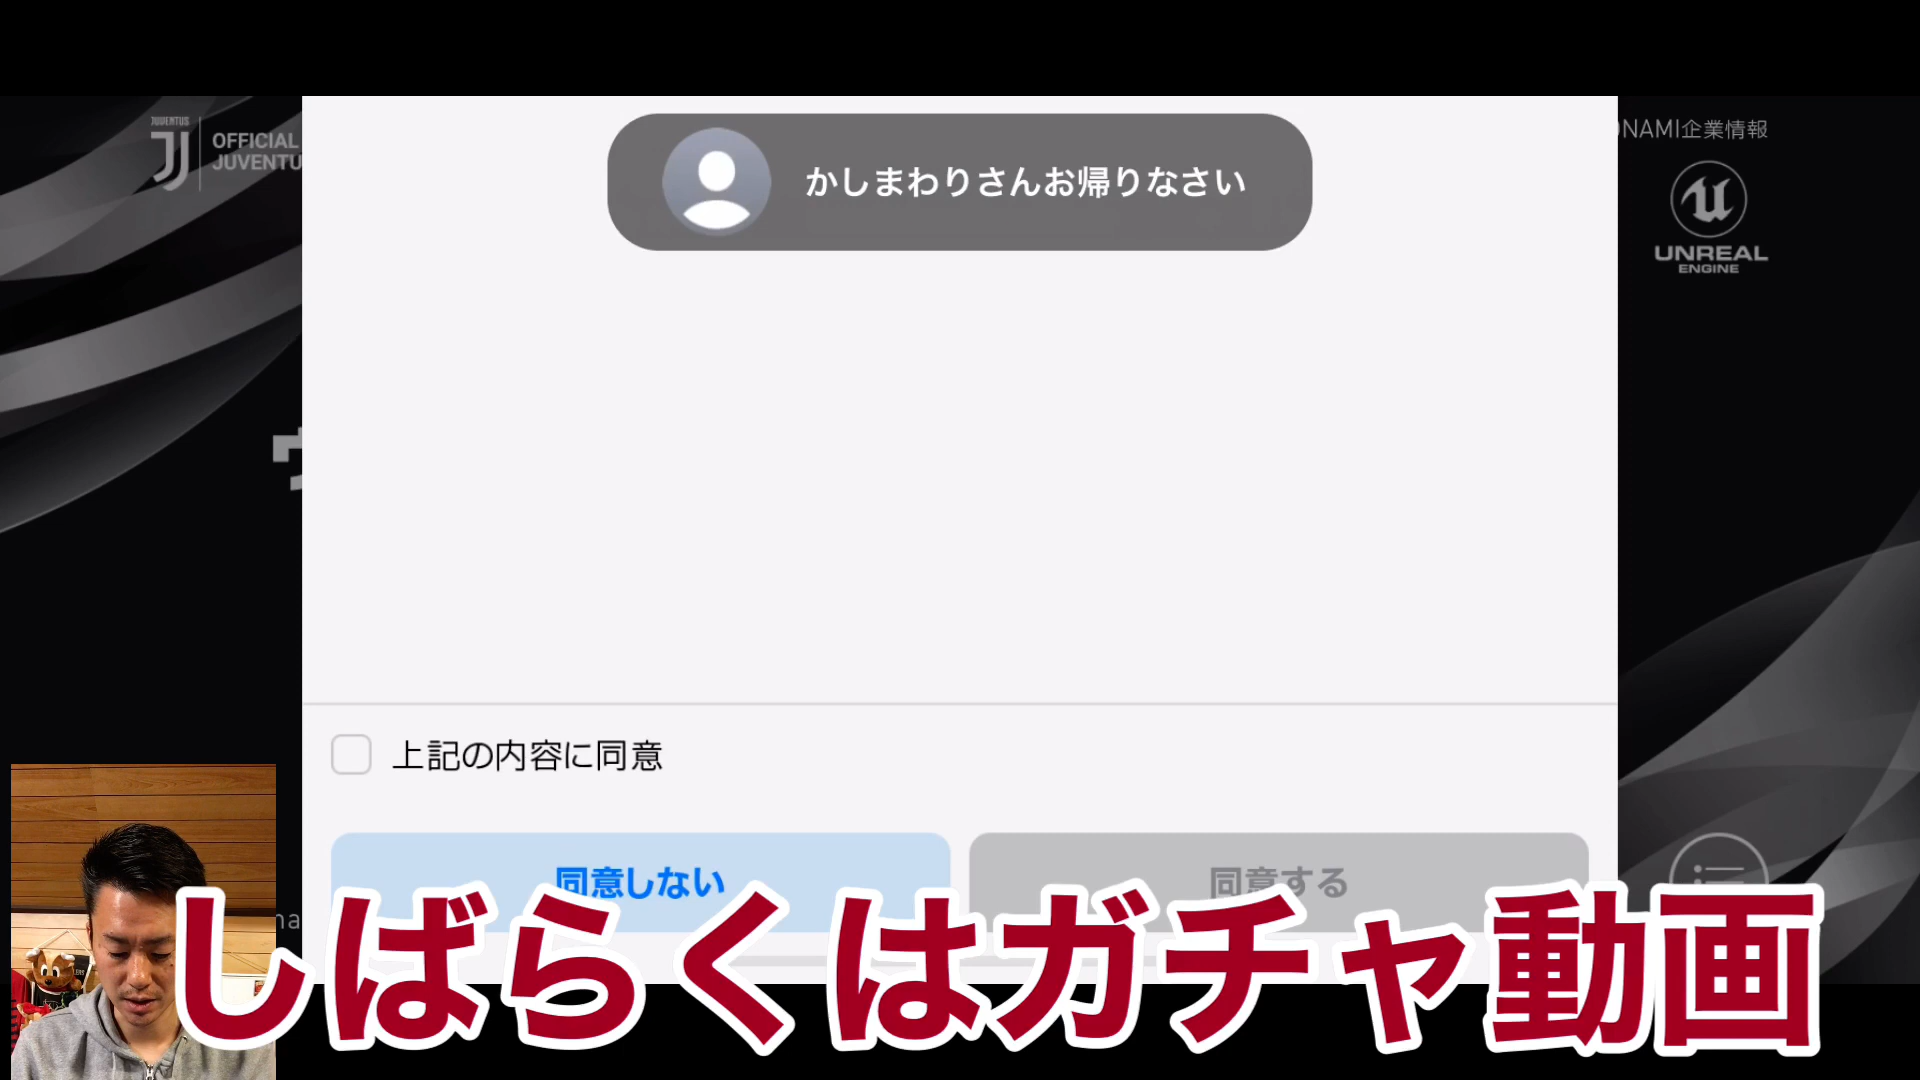 JUVENTUS
OFFICIAL
JUVENTU
かしまわりさんお帰りなさい
NAMI企業情報
UNREAL
ENGINE
上記の内容に同意
同意しない
同意する
しばらくはガチャ動画